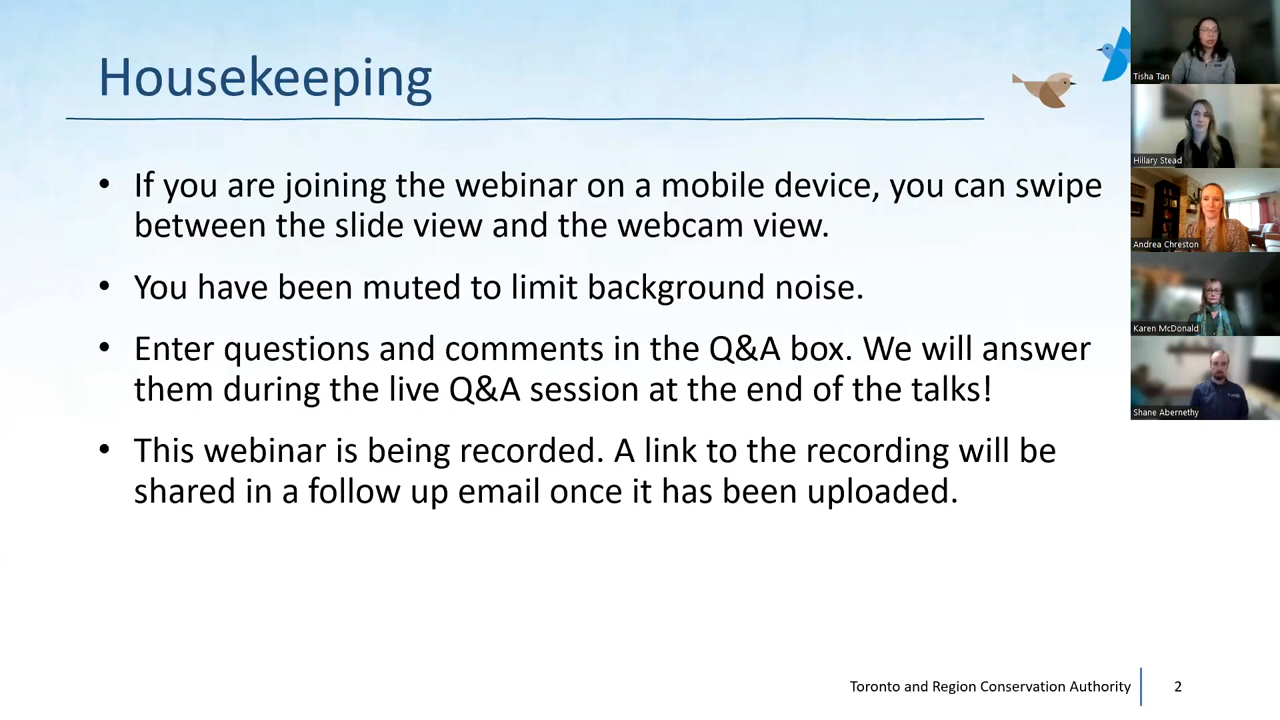 Housekeeping
• If you are joining the webinar on a mobile device, you can swipe
between the slide view and the webcam view.
• You have been muted to limit background noise.
• Enter questions and comments in the Q&A box. We will answer
them during the live Q&A session at the end of the talks!
• This webinar is being recorded. A link to the recording will be
shared in a follow up email once it has been uploaded.
Tisha Tan
Hillary Stead
Andrea Chreston
Karen McDonald
Shane Abernethy
Toronto and Region Conservation Authority
2